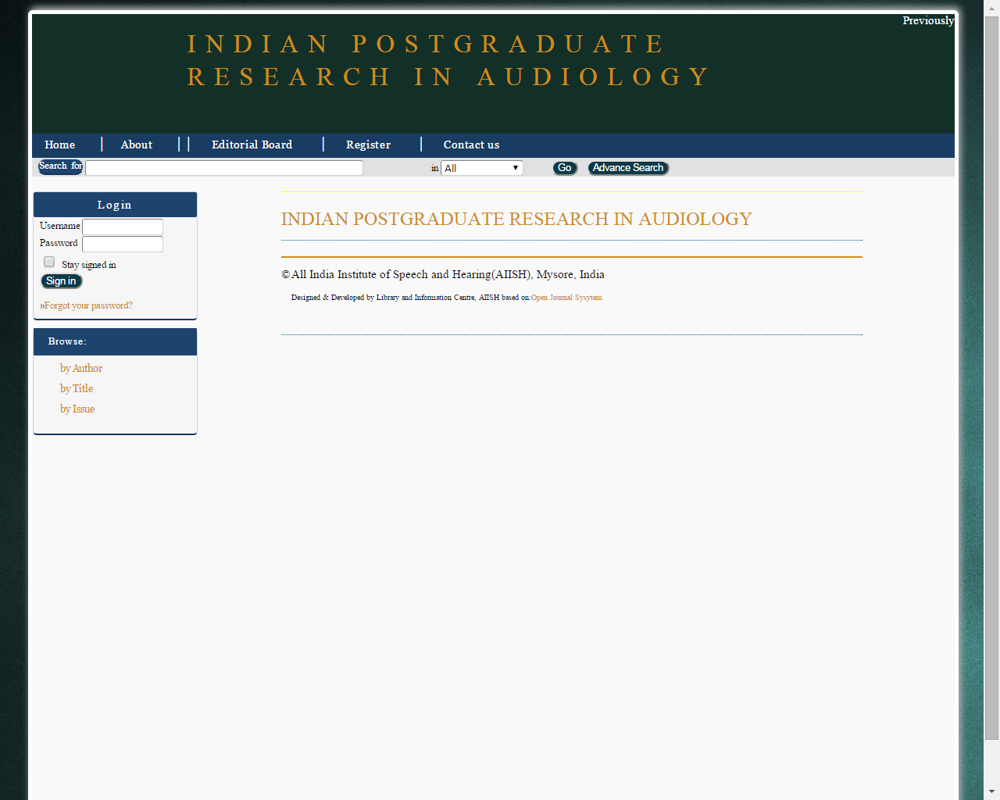 Previously
INDIAN POSTGRADUATE
RESEARCH IN AUDIOLOGY
Home | About | | Editorial Board | Register | Contact us
Search for in All Go Advance Search
Login
Username
Password
Stay signed in
Sign in
»Forgot your password?
Browse:
by Author
by Title
by Issue
INDIAN POSTGRADUATE RESEARCH IN AUDIOLOGY
©All India Institute of Speech and Hearing(AIISH), Mysore, India
Designed & Developed by Library and Information Centre, AIISH based on:Open Journal Sysytem